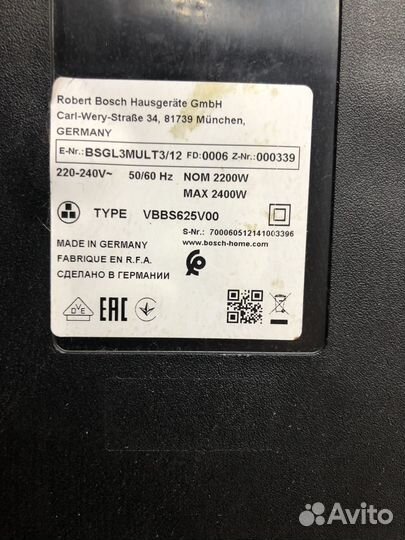 Robert Bosch Hausgeräte GmbH
Carl-Wery-Straße 34, 81739 München,
GERMANY
E-Nr.: BSGL3MULT3/12 FD:0006 Z-Nr.:000339
220-240V~ 50/60 Hz NOM 2200W
MAX 2400W
TYPE VBBS625V00
S-Nr.: 700060512141003396
MADE IN GERMANY www.bosch-home.com
FABRIQUE EN R.F.A.
СДЕЛАНО В ГЕРМАНИИ
VDE EAC
Avito